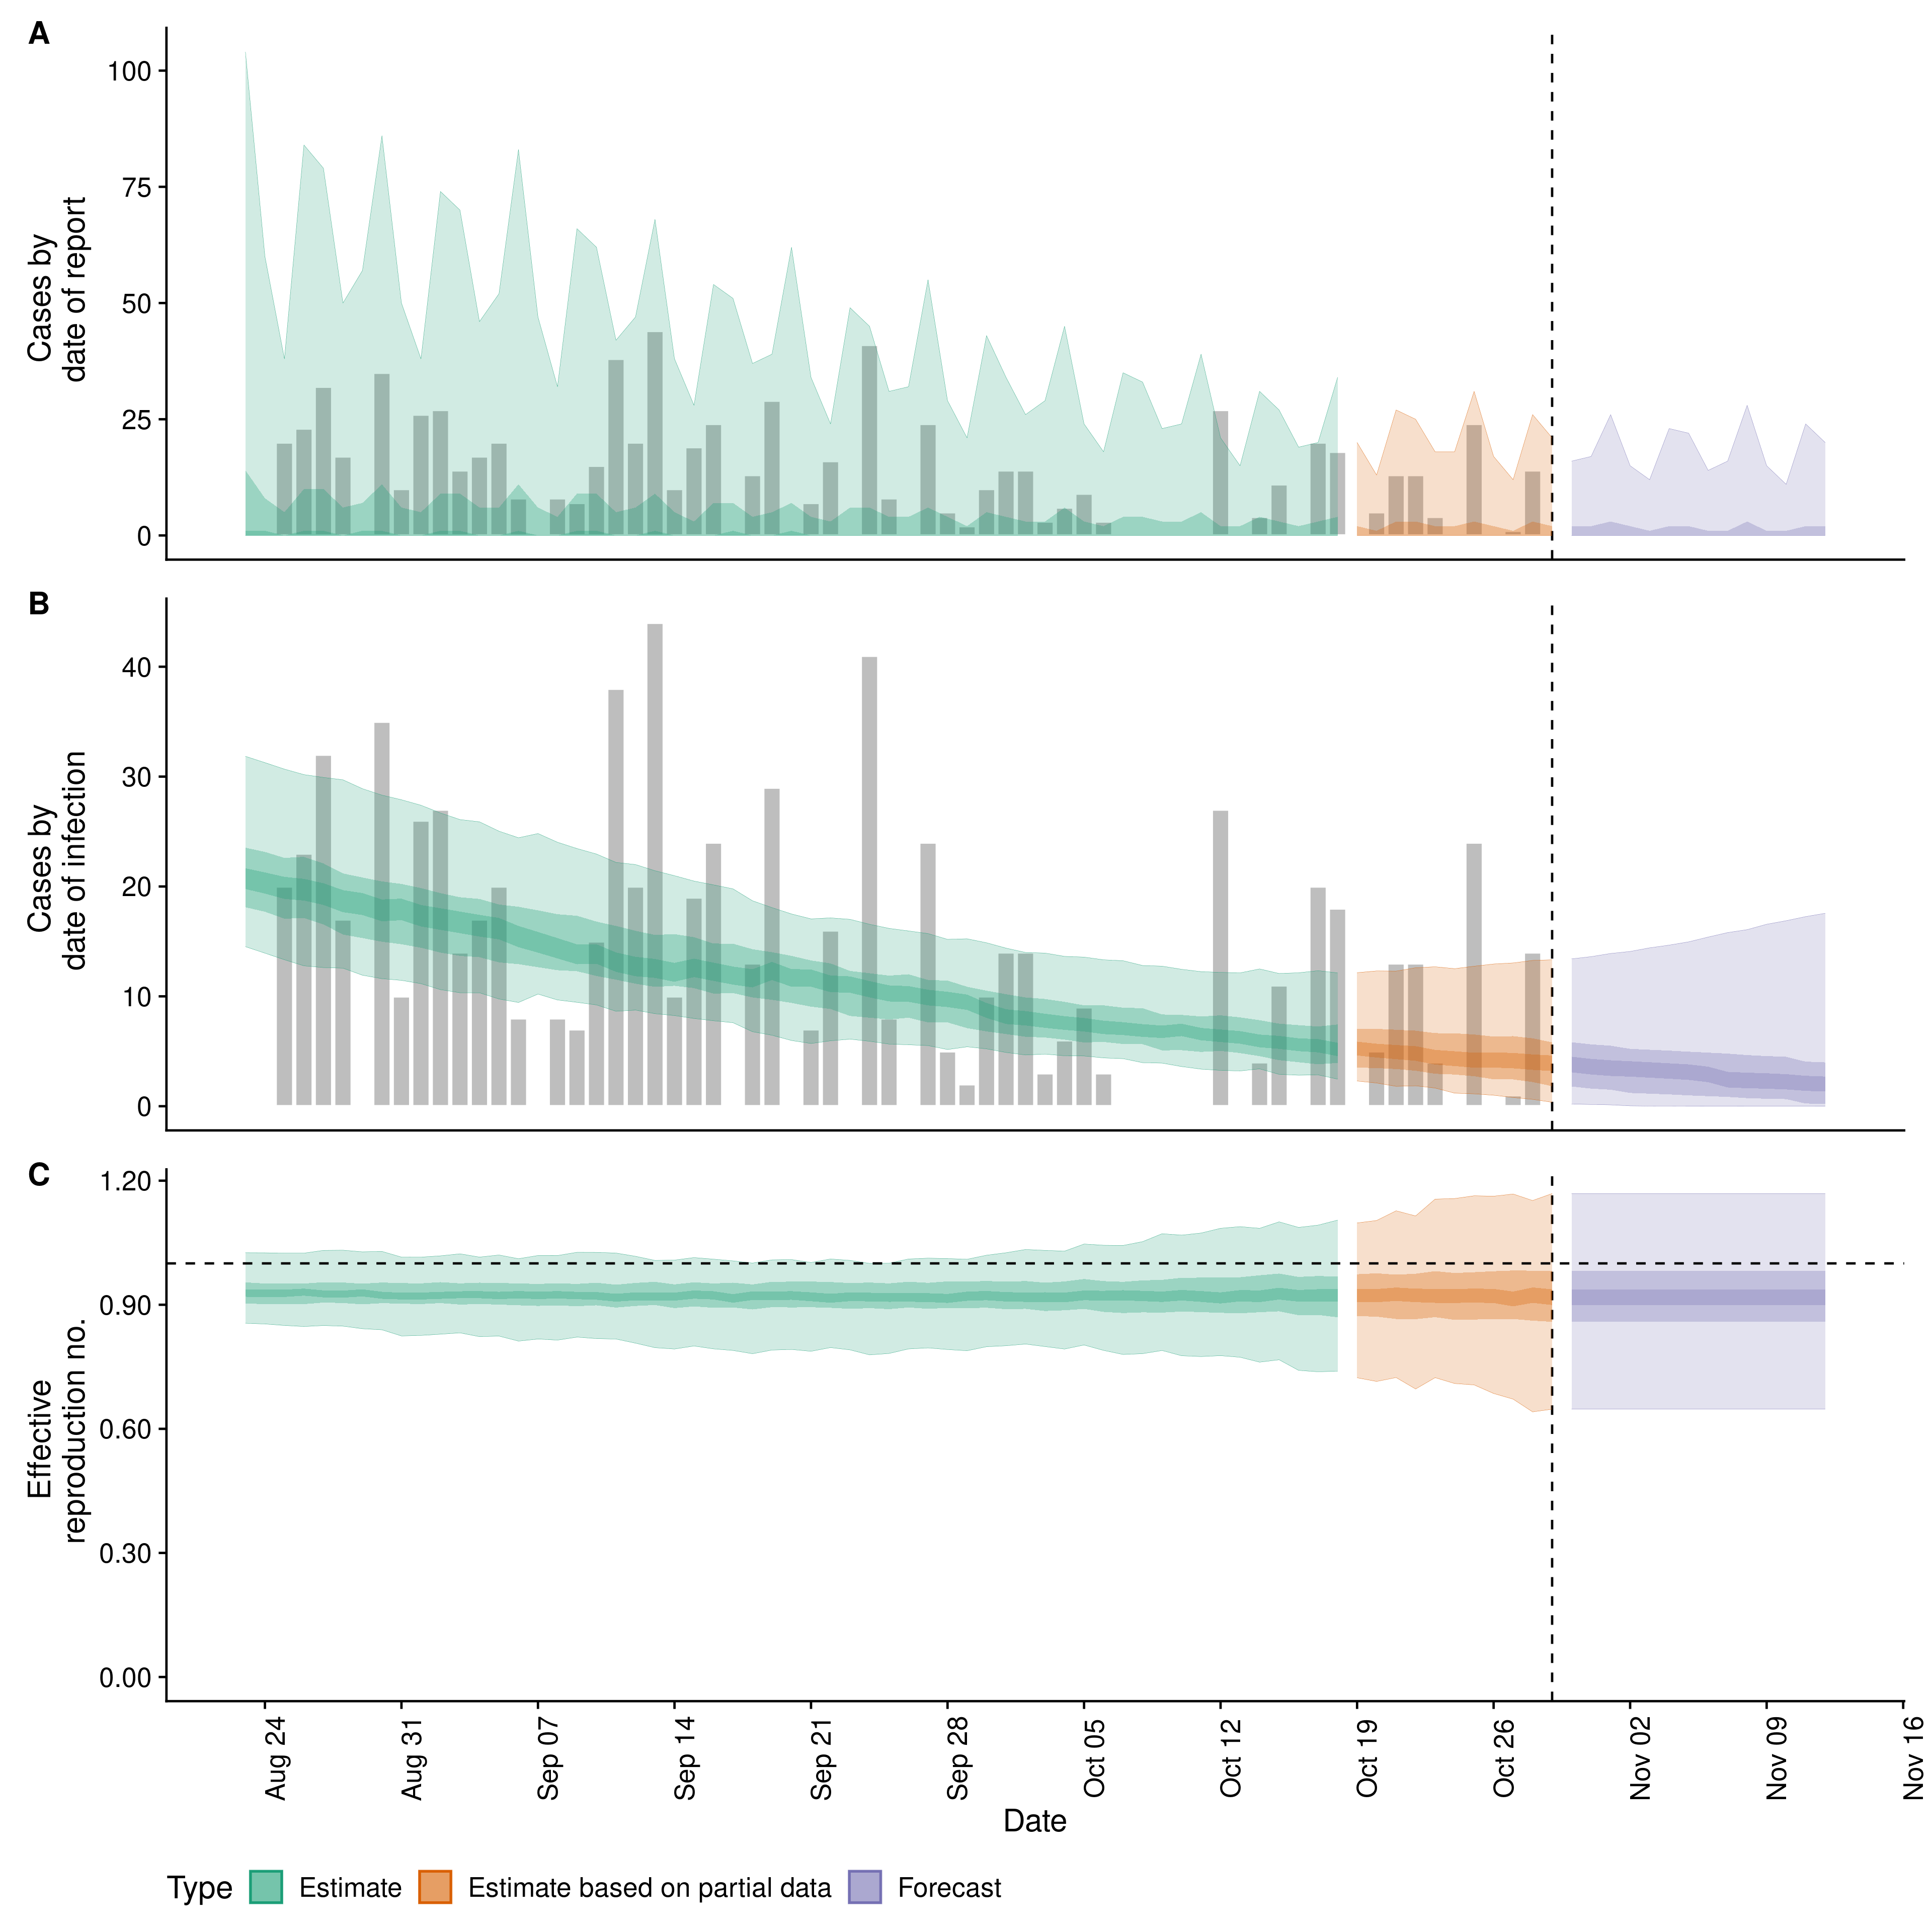 A
Cases by
date of report
100
75
50
25
0
B
Cases by
date of infection
40
30
20
10
0
C
Effective
reproduction no.
1.20
0.90
0.60
0.30
0.00
Aug 24
Aug 31
Sep 07
Sep 14
Sep 21
Sep 28
Oct 05
Oct 12
Oct 19
Oct 26
Nov 02
Nov 09
Nov 16
Date
Type Estimate Estimate based on partial data Forecast